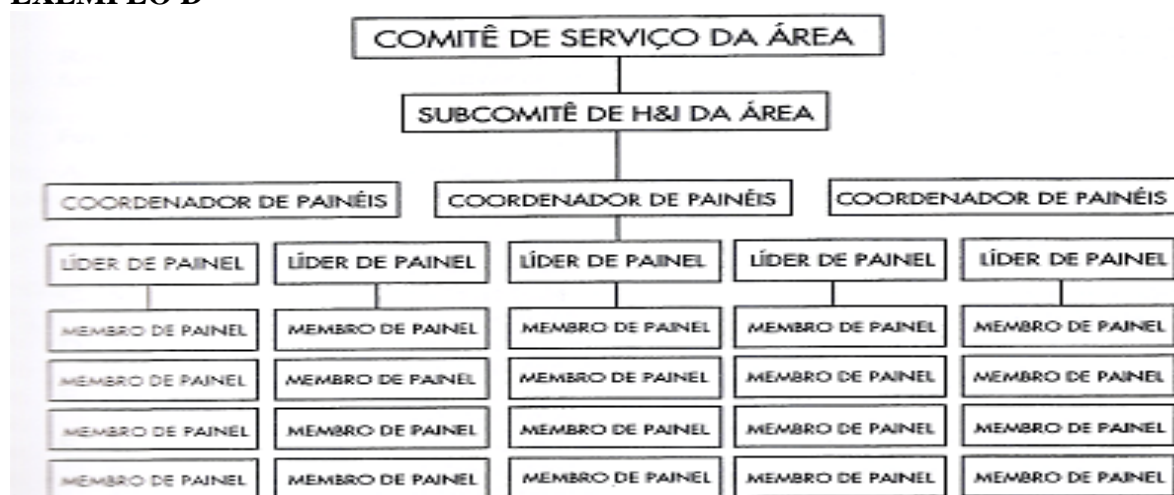 EXEMPLO D
COMITÊ DE SERVIÇO DA ÁREA
SUBCOMITÊ DE H&I DA ÁREA
COORDENADOR DE PAINÉIS COORDENADOR DE PAINÉIS COORDENADOR DE PAINÉIS
LÍDER DE PAINEL LÍDER DE PAINEL LÍDER DE PAINEL LÍDER DE PAINEL LÍDER DE PAINEL
MEMBRO DE PAINEL MEMBRO DE PAINEL MEMBRO DE PAINEL MEMBRO DE PAINEL MEMBRO DE PAINEL
MEMBRO DE PAINEL MEMBRO DE PAINEL MEMBRO DE PAINEL MEMBRO DE PAINEL MEMBRO DE PAINEL
MEMBRO DE PAINEL MEMBRO DE PAINEL MEMBRO DE PAINEL MEMBRO DE PAINEL MEMBRO DE PAINEL
MEMBRO DE PAINEL MEMBRO DE PAINEL MEMBRO DE PAINEL MEMBRO DE PAINEL MEMBRO DE PAINEL